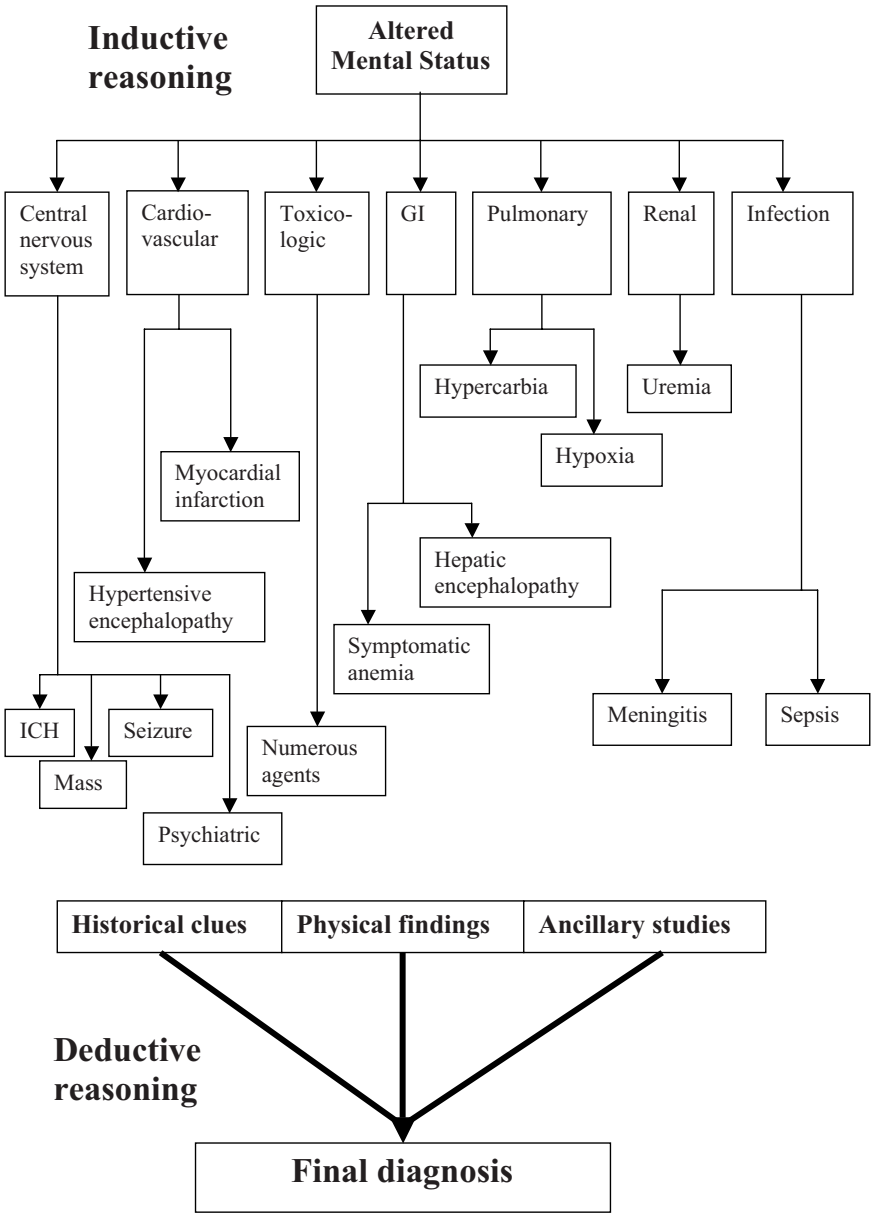 Inductive
reasoning
Altered
Mental Status
Central
nervous
system
Cardio-
vascular
Toxico-
logic
GI
Pulmonary
Renal
Infection
Hypercarbia
Uremia
Hypoxia
Myocardial
infarction
Hepatic
encephalopathy
Hypertensive
encephalopathy
Symptomatic
anemia
ICH
Seizure
Meningitis
Sepsis
Numerous
agents
Mass
Psychiatric
Historical clues
Physical findings
Ancillary studies
Deductive
reasoning
Final diagnosis